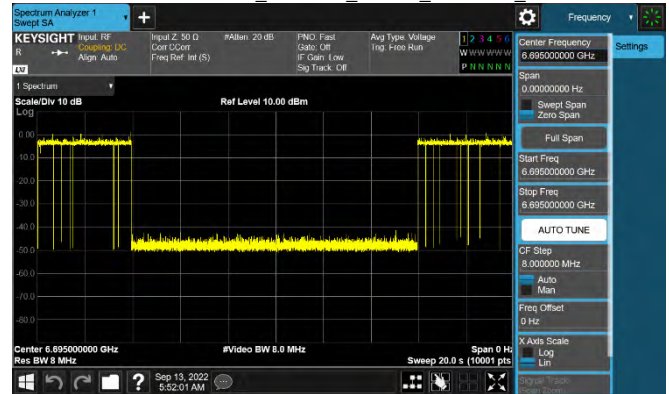 Spectrum Analyzer 1
Swept SA
Frequency
KEYSIGHT
R
LXI
Input: RF
Coupling: DC
Align: Auto
Input Z: 50 Ω
Corr CCorr
Freq Ref: Int (S)
#Atten: 20 dB
PNO: Fast
Gate: Off
IF Gain: Low
Sig Track: Off
Avg Type: Voltage
Trig: Free Run
1 2 3 4 5 6
W W W W W W
P N N N N N
Center Frequency
6.695000000 GHz
Settings
Span
0.00000000 Hz
Swept Span
Zero Span
Full Span
Start Freq
6.695000000 GHz
Stop Freq
6.695000000 GHz
AUTO TUNE
CF Step
8.000000 MHz
Auto
Man
Freq Offset
0 Hz
X Axis Scale
Log
Lin
Signal Track
1 Spectrum
Scale/Div 10 dB
Ref Level 10.00 dBm
Log
0.00
-10.0
-20.0
-30.0
-40.0
-50.0
-60.0
-70.0
-80.0
Center 6.695000000 GHz
#Video BW 8.0 MHz
Span 0 Hz
Res BW 8 MHz
Sweep 20.0 s (10001 pts
?
Sep 13, 2022
5:52:01 AM